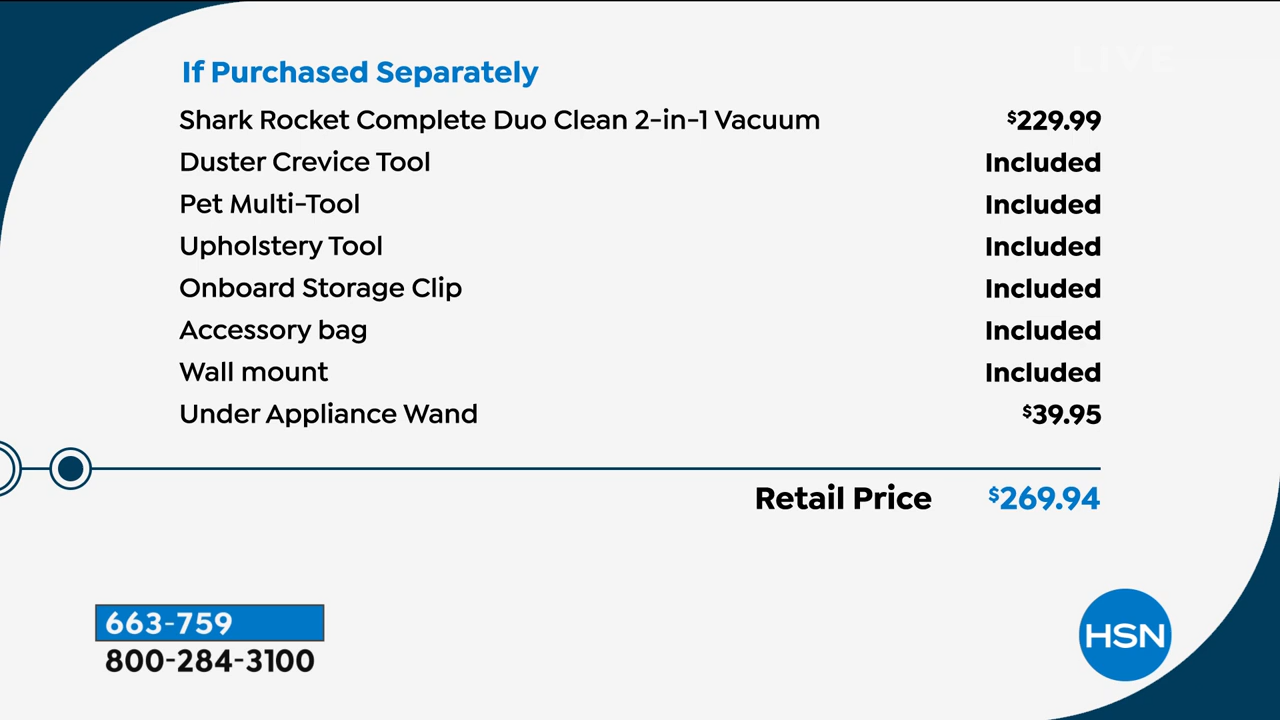 LIVE
If Purchased Separately
Shark Rocket Complete Duo Clean 2-in-1 Vacuum $229.99
Duster Crevice Tool Included
Pet Multi-Tool Included
Upholstery Tool Included
Onboard Storage Clip Included
Accessory bag Included
Wall mount Included
Under Appliance Wand $39.95
Retail Price $269.94
663-759
800-284-3100
HSN